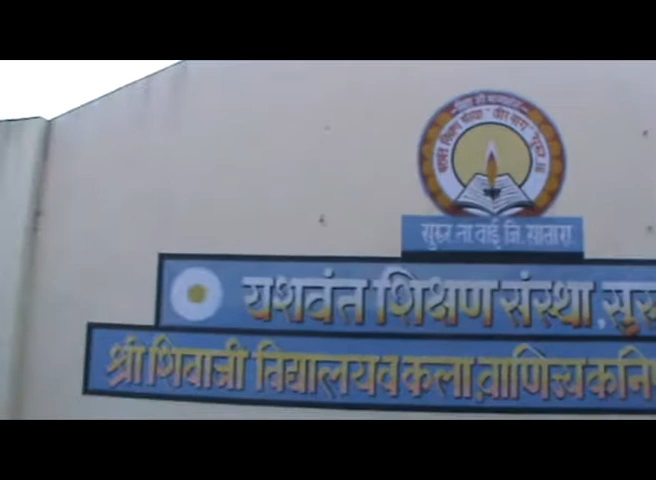 सुरुर.ता.वाई जि.सातारा
यशवंत शिक्षण संस्था, सुरु
श्री शिवाजी विद्यालय व कला, वाणिज्य कनि